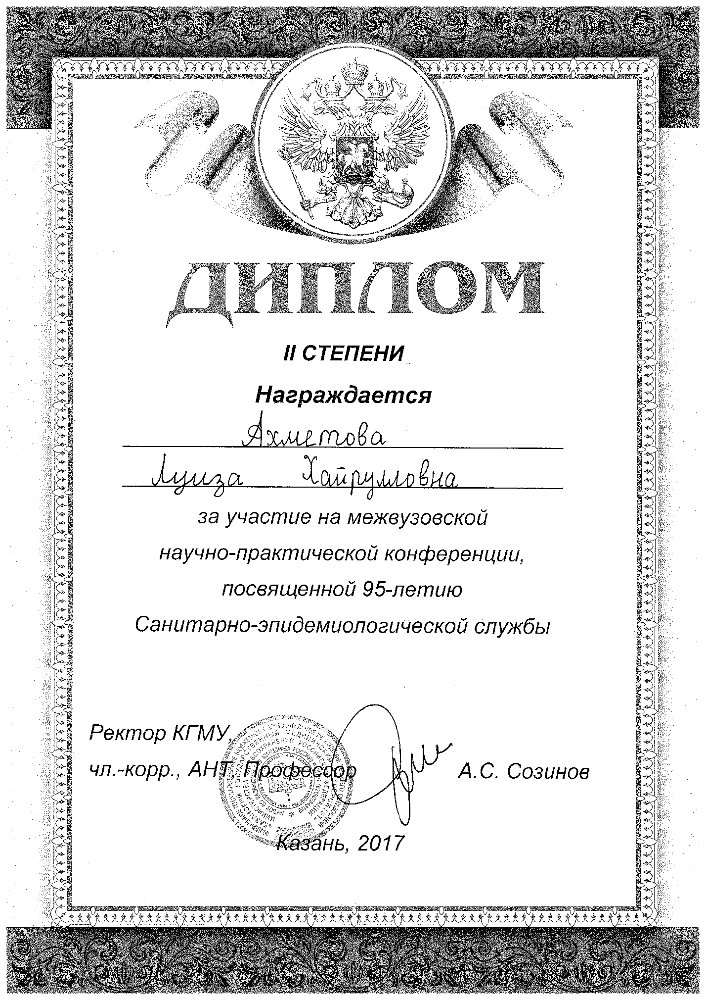 ДИПЛОМ
II СТЕПЕНИ
Награждается
Ахметова
Луиза Хайрулловна
за участие на межвузовской
научно-практической конференции,
посвященной 95-летию
Санитарно-эпидемиологической службы
Ректор КГМУ,
чл.-корр., АНТ, Профессор А.С. Созинов
Казань, 2017